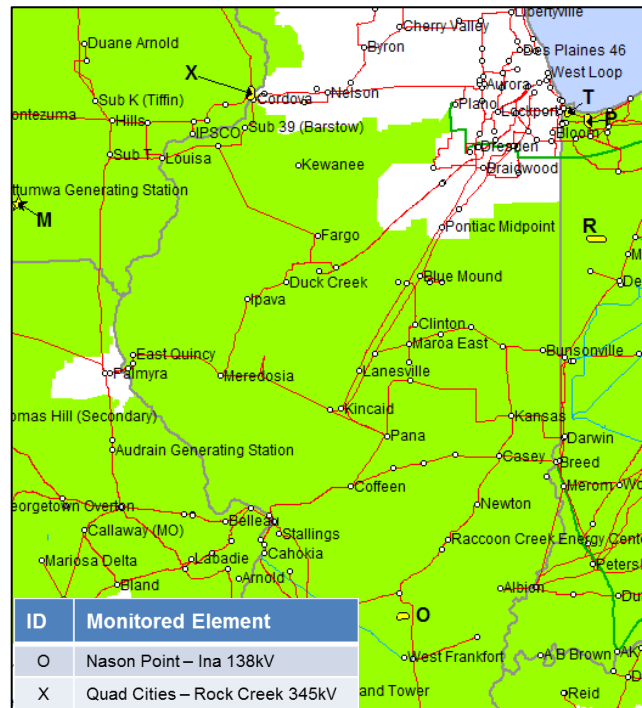 Libertyville
Cherry Valley
Duane Arnold
Byron
Des Plaines 46
West Loop
X
Aurora
Sub K (Tiffin)
Cordova
Nelson
Plano
Lockport
T
ontezuma
Hills
IPSCO
Sub 39 (Barstow)
Bloom
P
Dresden
Sub T
Louisa
Kewanee
Braidwood
ttumwa Generating Station
M
Pontiac Midpoint
R
Fargo
M
Duck Creek
Blue Mound
De
Ipava
Clinton
Maroa East
Bunsonville
East Quincy
Palmyra
Meredosia
Lanesville
omas Hill (Secondary)
Kincaid
Kansas
Pana
Darwin
Audrain Generating Station
Casey
Breed
Coffeen
Merom
Wo
eorgetown Overton
Newton
Belleau
Callaway (MO)
Stallings
Raccoon Creek Energy Cente
Cahokia
Mariosa Delta
Labadie
Petersb
Arnold
Bland
Albion
Du
O
West Frankfort
A B Brown
AK
and Tower
Reid
D
ID Monitored Element
O Nason Point – Ina 138kV
X Quad Cities – Rock Creek 345kV